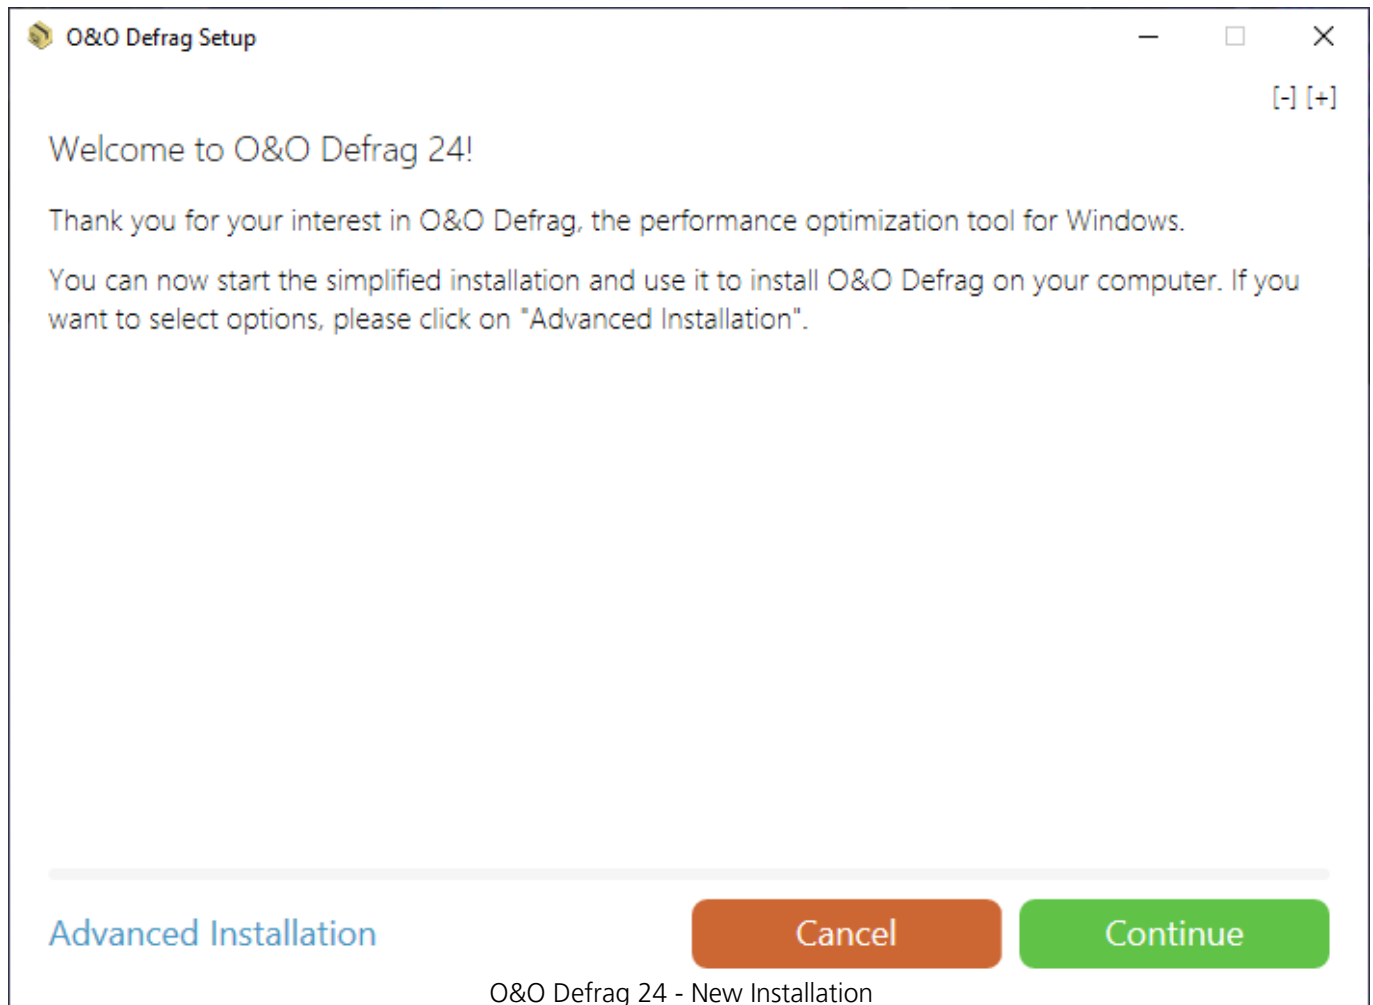 O&O Defrag Setup
[-] [+]
Welcome to O&O Defrag 24!
Thank you for your interest in O&O Defrag, the performance optimization tool for Windows.
You can now start the simplified installation and use it to install O&O Defrag on your computer. If you
want to select options, please click on "Advanced Installation".
Advanced Installation
Cancel
Continue
O&O Defrag 24 - New Installation